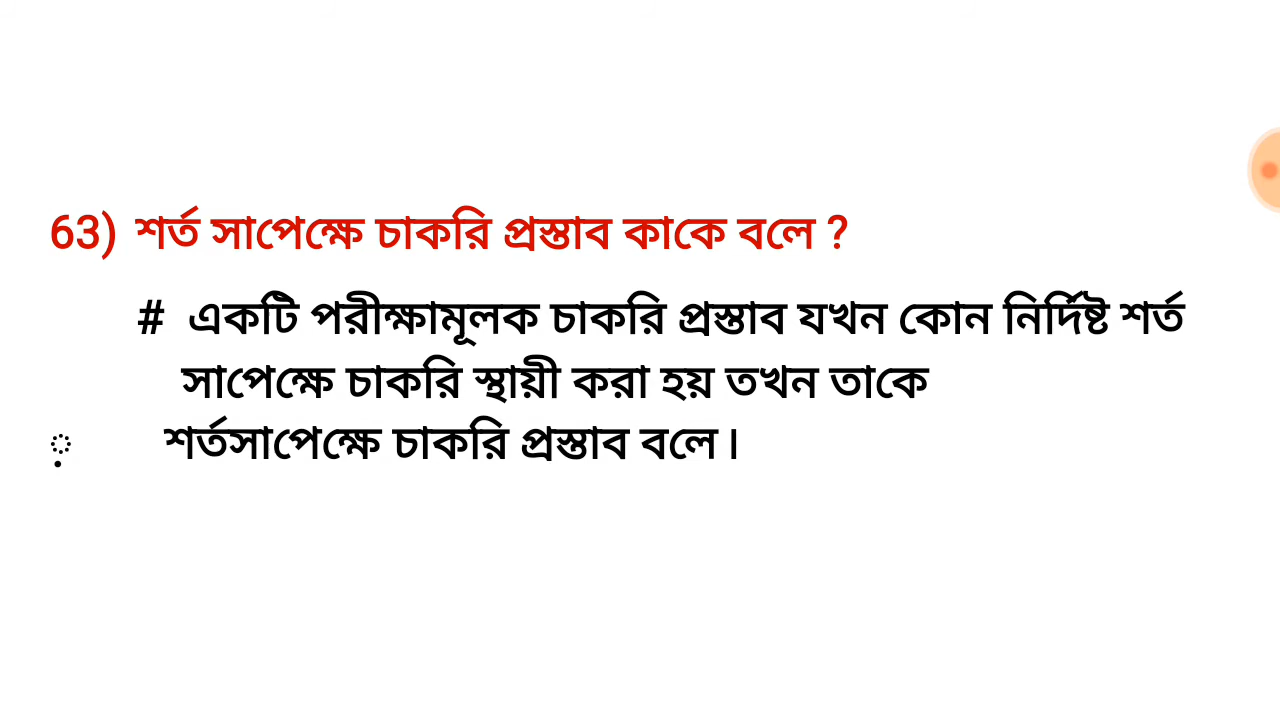 63) শর্ত সাপেক্ষে চাকরি প্রস্তাব কাকে বলে ?
# একটি পরীক্ষামূলক চাকরি প্রস্তাব যখন কোন নির্দিষ্ট শর্ত
সাপেক্ষে চাকরি স্থায়ী করা হয় তখন তাকে
় শর্তসাপেক্ষে চাকরি প্রস্তাব বলে।